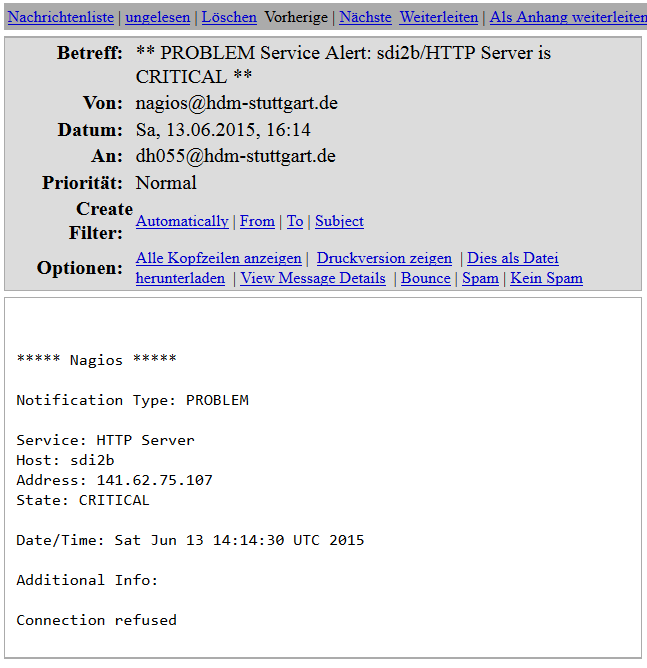 Nachrichtenliste | ungelesen | Löschen Vorherige | Nächste Weiterleiten | Als Anhang weiterleiten
Betreff: ** PROBLEM Service Alert: sdi2b/HTTP Server is
CRITICAL **
Von: nagios@hdm-stuttgart.de
Datum: Sa, 13.06.2015, 16:14
An: dh055@hdm-stuttgart.de
Priorität: Normal
Create
Filter: Automatically | From | To | Subject
Optionen: Alle Kopfzeilen anzeigen | Druckversion zeigen | Dies als Datei
herunterladen | View Message Details | Bounce | Spam | Kein Spam
***** Nagios *****
Notification Type: PROBLEM
Service: HTTP Server
Host: sdi2b
Address: 141.62.75.107
State: CRITICAL
Date/Time: Sat Jun 13 14:14:30 UTC 2015
Additional Info:
Connection refused